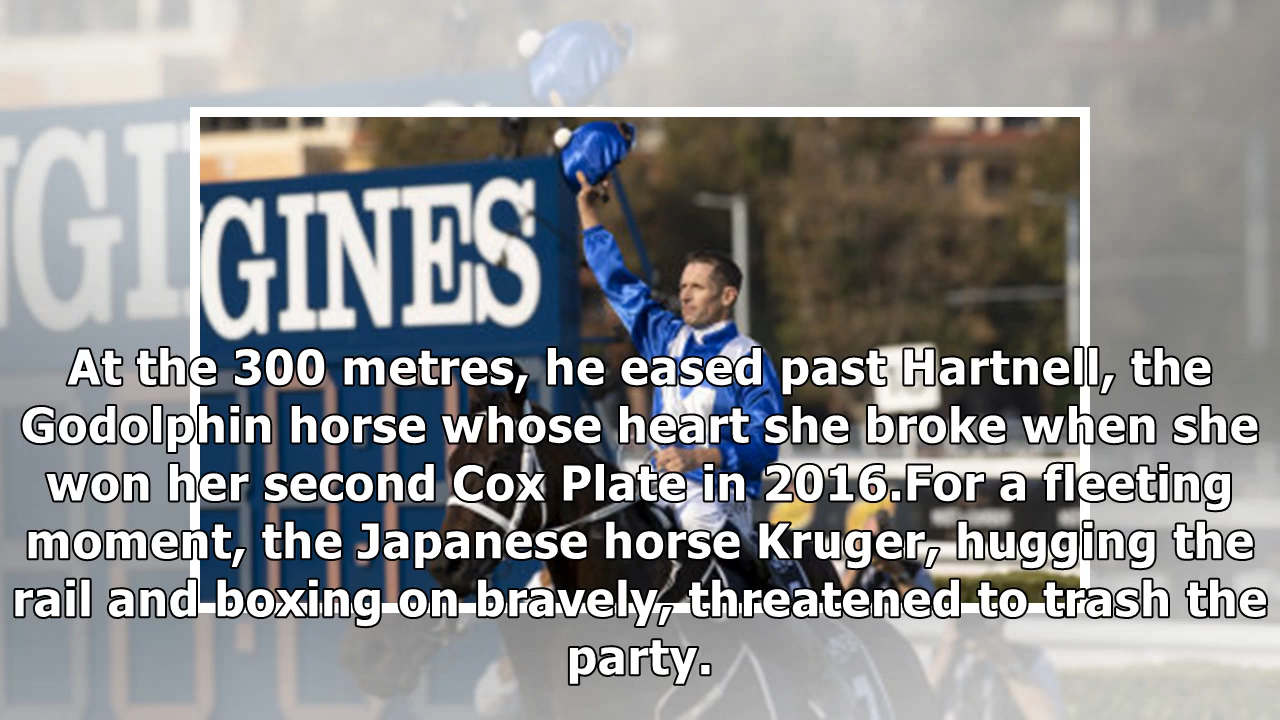 GINES
At the 300 metres, he eased past Hartnell, the
Godolphin horse whose heart she broke when she
won her second Cox Plate in 2016.For a fleeting
moment, the Japanese horse Kruger, hugging the
rail and boxing on bravely, threatened to trash the
party.